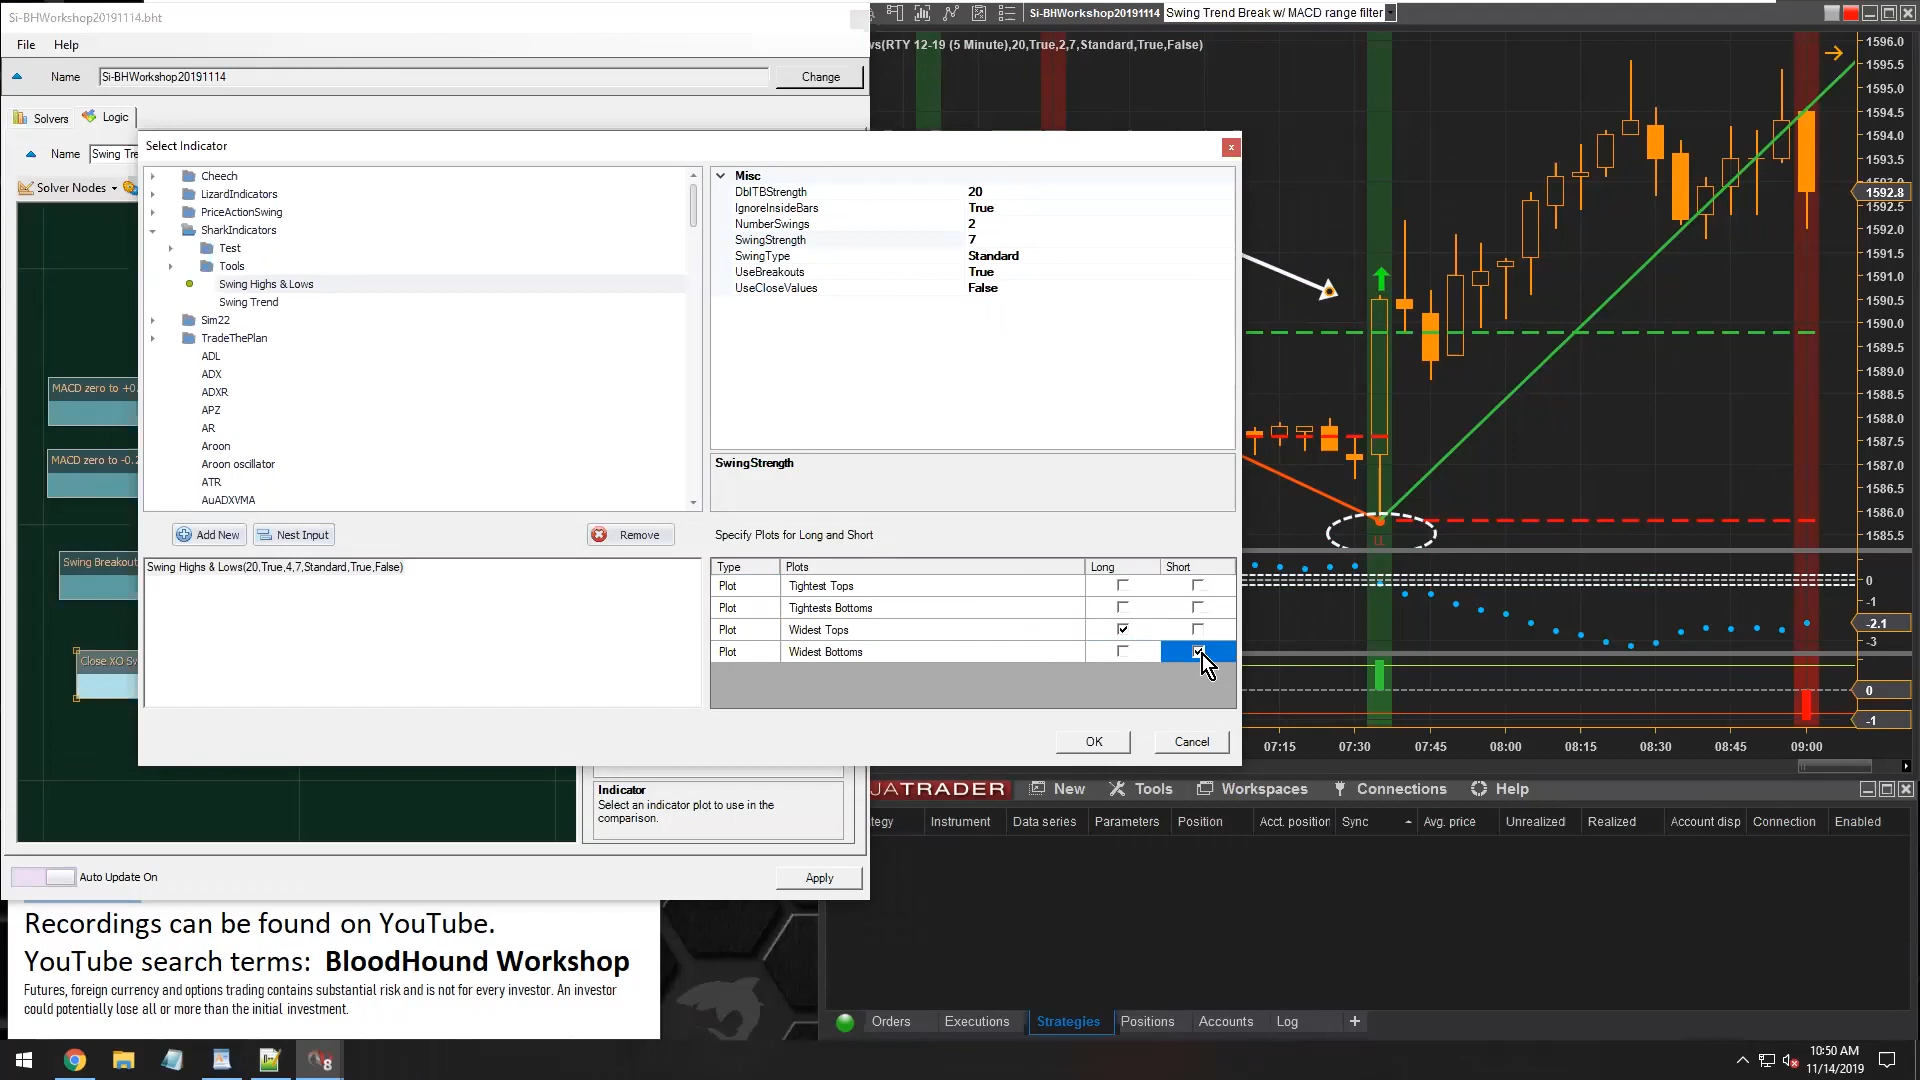 Si-BHWorkshop20191114.bht
File Help
Name Si-BHWorkshop20191114 Change
Solvers Logic
Name Swing Tre
Solver Nodes
MACD zero to +0.
MACD zero to -0.2
Swing Breakout
Close XO Sw
Select Indicator
Cheech
LizardIndicators
PriceActionSwing
SharkIndicators
Test
Tools
Swing Highs & Lows
Swing Trend
Sim22
TradeThePlan
ADL
ADX
ADXR
APZ
AR
Aroon
Aroon oscillator
ATR
AuADXVMA
Misc
DblTBStrength 20
IgnoreInsideBars True
NumberSwings 2
SwingStrength 7
SwingType Standard
UseBreakouts True
UseCloseValues False
SwingStrength
Add New Nest Input Remove
Specify Plots for Long and Short
Swing Highs & Lows(20,True,4,7,Standard,True,False)
Type Plots Long Short
Plot Tightest Tops
Plot Tightests Bottoms
Plot Widest Tops
Plot Widest Bottoms
OK Cancel
Indicator
Select an indicator plot to use in the
comparison.
Auto Update On Apply
Si-BHWorkshop20191114 Swing Trend Break w/ MACD range filter
ws(RTY 12-19 (5 Minute),20,True,2,7,Standard,True,False)
1596.0
1595.5
1595.0
1594.5
1594.0
1593.5
1592.8
1592.5
1592.0
1591.5
1591.0
1590.5
1590.0
1589.5
1589.0
1588.5
1588.0
1587.5
1587.0
1586.5
1586.0
1585.5
LL
0
-1
-2.1
-3
0
-1
07:15 07:30 07:45 08:00 08:15 08:30 08:45 09:00
JATRADER New Tools Workspaces Connections Help
tegy Instrument Data series Parameters Position Acct. position Sync Avg. price Unrealized Realized Account disp Connection Enabled
Orders Executions Strategies Positions Accounts Log +
Recordings can be found on YouTube.
YouTube search terms: BloodHound Workshop
Futures, foreign currency and options trading contains substantial risk and is not for every investor. An investor
could potentially lose all or more than the initial investment.
8
10:50 AM
11/14/2019